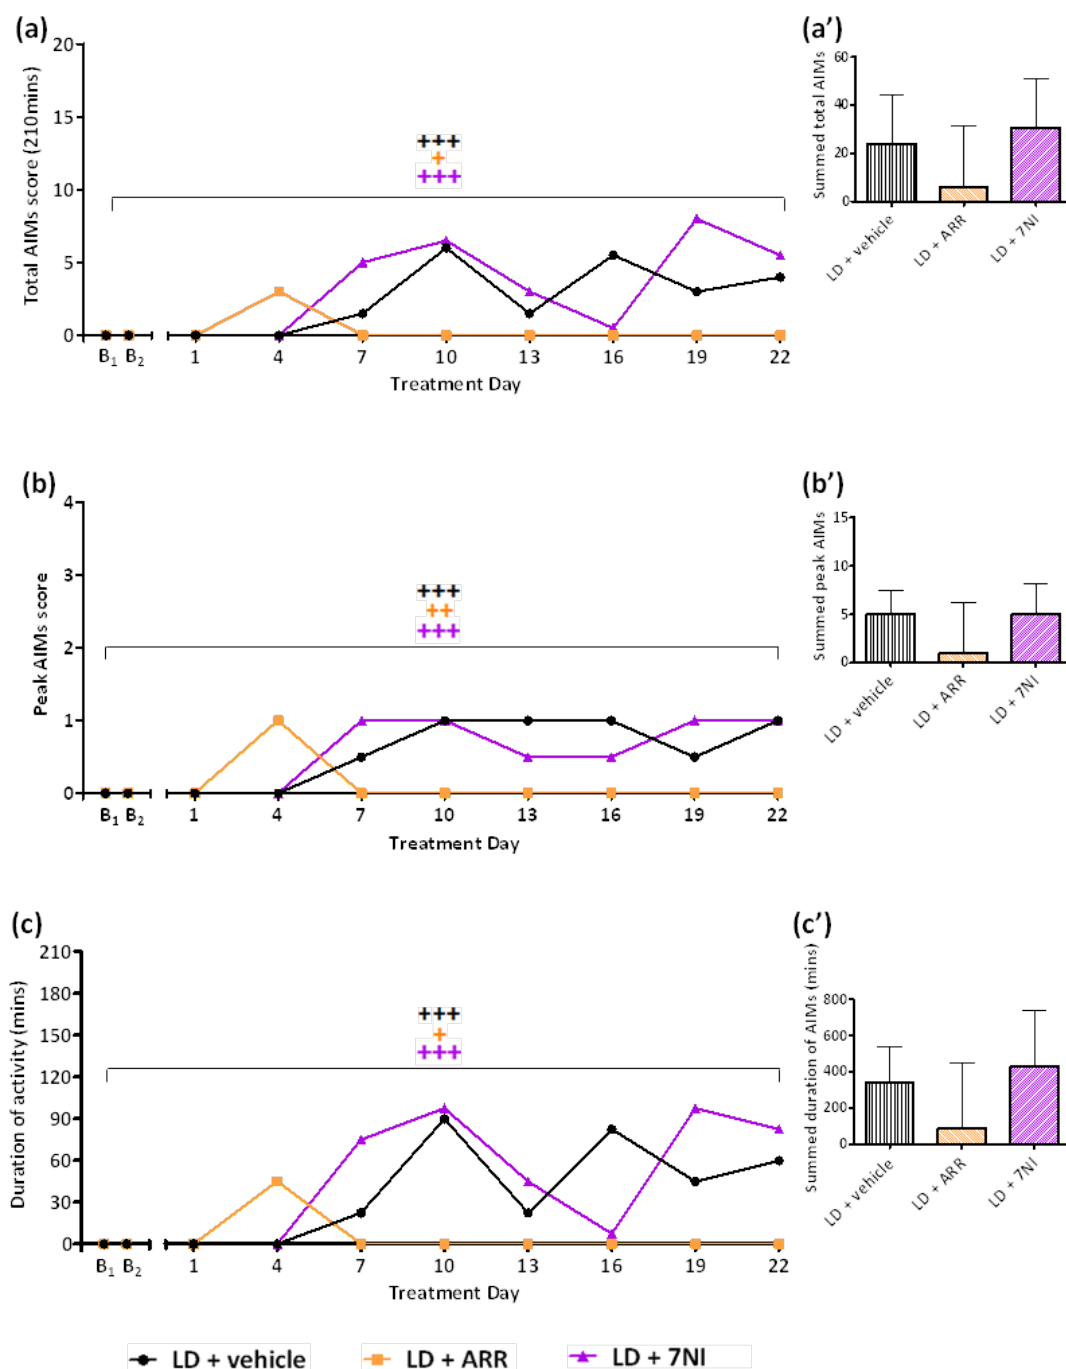 (a)
Total AIMs score (210mins)
20
15
10
5
0
+++
+
+++
B₁ B₂ 1 4 7 10 13 16 19 22
Treatment Day
(a’)
Summed total AIMs
60
40
20
0
LD + vehicle
LD + ARR
LD + 7NI
(b)
Peak AIMs score
4
3
2
1
0
+++
++
+++
B₁ B₂ 1 4 7 10 13 16 19 22
Treatment Day
(b’)
Summed peak AIMs
15
10
5
0
LD + vehicle
LD + ARR
LD + 7NI
(c)
Duration of activity (mins)
210
180
150
120
90
60
30
0
+++
+
+++
B₁ B₂ 1 4 7 10 13 16 19 22
Treatment Day
(c’)
Summed duration of AIMs (mins)
800
600
400
200
0
LD + vehicle
LD + ARR
LD + 7NI
LD + vehicle LD + ARR LD + 7NI